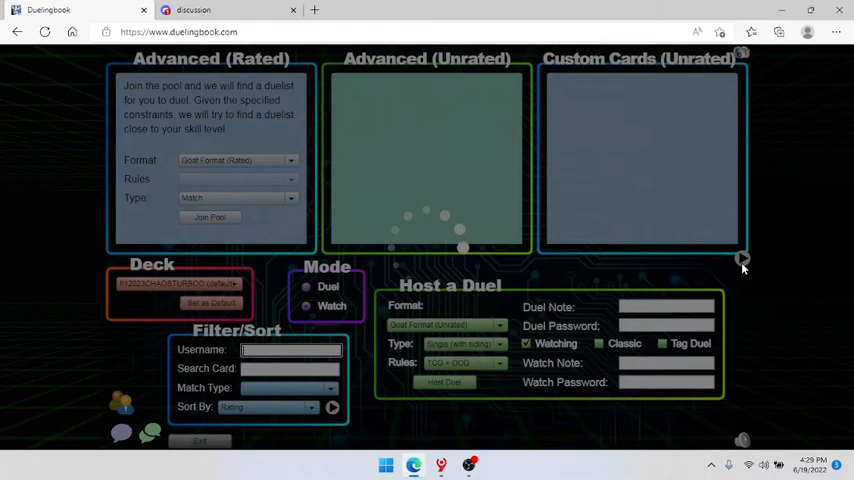 Duelingbook
discussion
https://www.duelingbook.com
Advanced (Rated)
Advanced (Unrated)
Custom Cards (Unrated)
Join the pool and we will find a duelist
for you to duel. Given the specified
constraints, we will try to find a duelist
close to your skill level
Format
Goat Format (Rated)
Rules
Type:
Match
Join Pool
Deck
(default)
Set as Default
Mode
Duel
Watch
Host a Duel
Format:
Goat Format (Unrated)
Type:
Single (with siding)
Rules:
TCG + OCG
Host Duel
Duel Note:
Duel Password:
Watching
Classic
Tag Duel
Watch Note:
Watch Password:
Filter/Sort
Username:
Search Card:
Match Type:
Sort By:
Rating
Exit
4:29 PM
6/19/2022
3